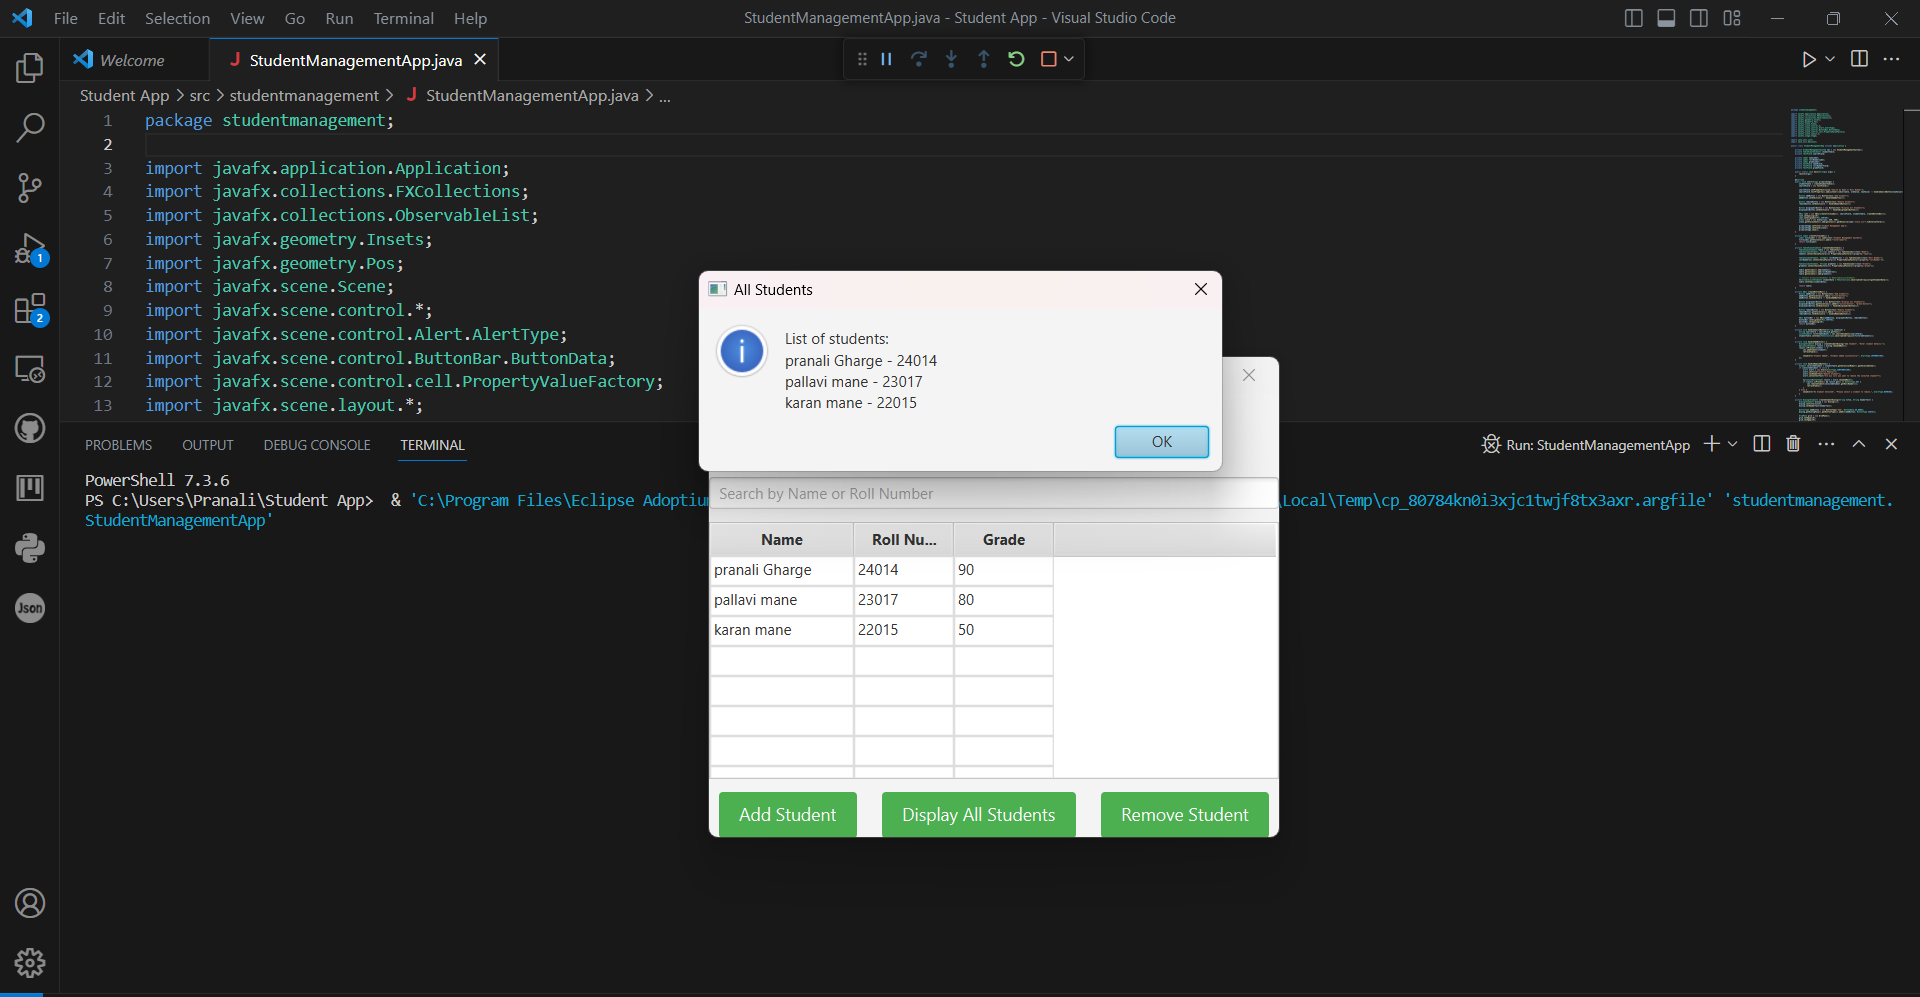 File Edit Selection View Go Run Terminal Help
StudentManagementApp.java - Student App - Visual Studio Code
Welcome
J StudentManagementApp.java
Student App > src > studentmanagement > J StudentManagementApp.java > ...
1 package studentmanagement;
2
3 import javafx.application.Application;
4 import javafx.collections.FXCollections;
5 import javafx.collections.ObservableList;
6 import javafx.geometry.Insets;
7 import javafx.geometry.Pos;
8 import javafx.scene.Scene;
9 import javafx.scene.control.*;
10 import javafx.scene.control.Alert.AlertType;
11 import javafx.scene.control.ButtonBar.ButtonData;
12 import javafx.scene.control.cell.PropertyValueFactory;
13 import javafx.scene.layout.*;
1
2
Json
All Students
List of students:
pranali Gharge - 24014
pallavi mane - 23017
karan mane - 22015
OK
PROBLEMS OUTPUT DEBUG CONSOLE TERMINAL
Run: StudentManagementApp
PowerShell 7.3.6
PS C:\Users\Pranali\Student App> & 'C:\Program Files\Eclipse Adoptiu \Local\Temp\cp_80784kn0i3xjc1twjf8tx3axr.argfile' 'studentmanagement.
StudentManagementApp'
Search by Name or Roll Number
Name Roll Nu... Grade
pranali Gharge 24014 90
pallavi mane 23017 80
karan mane 22015 50
Add Student Display All Students Remove Student